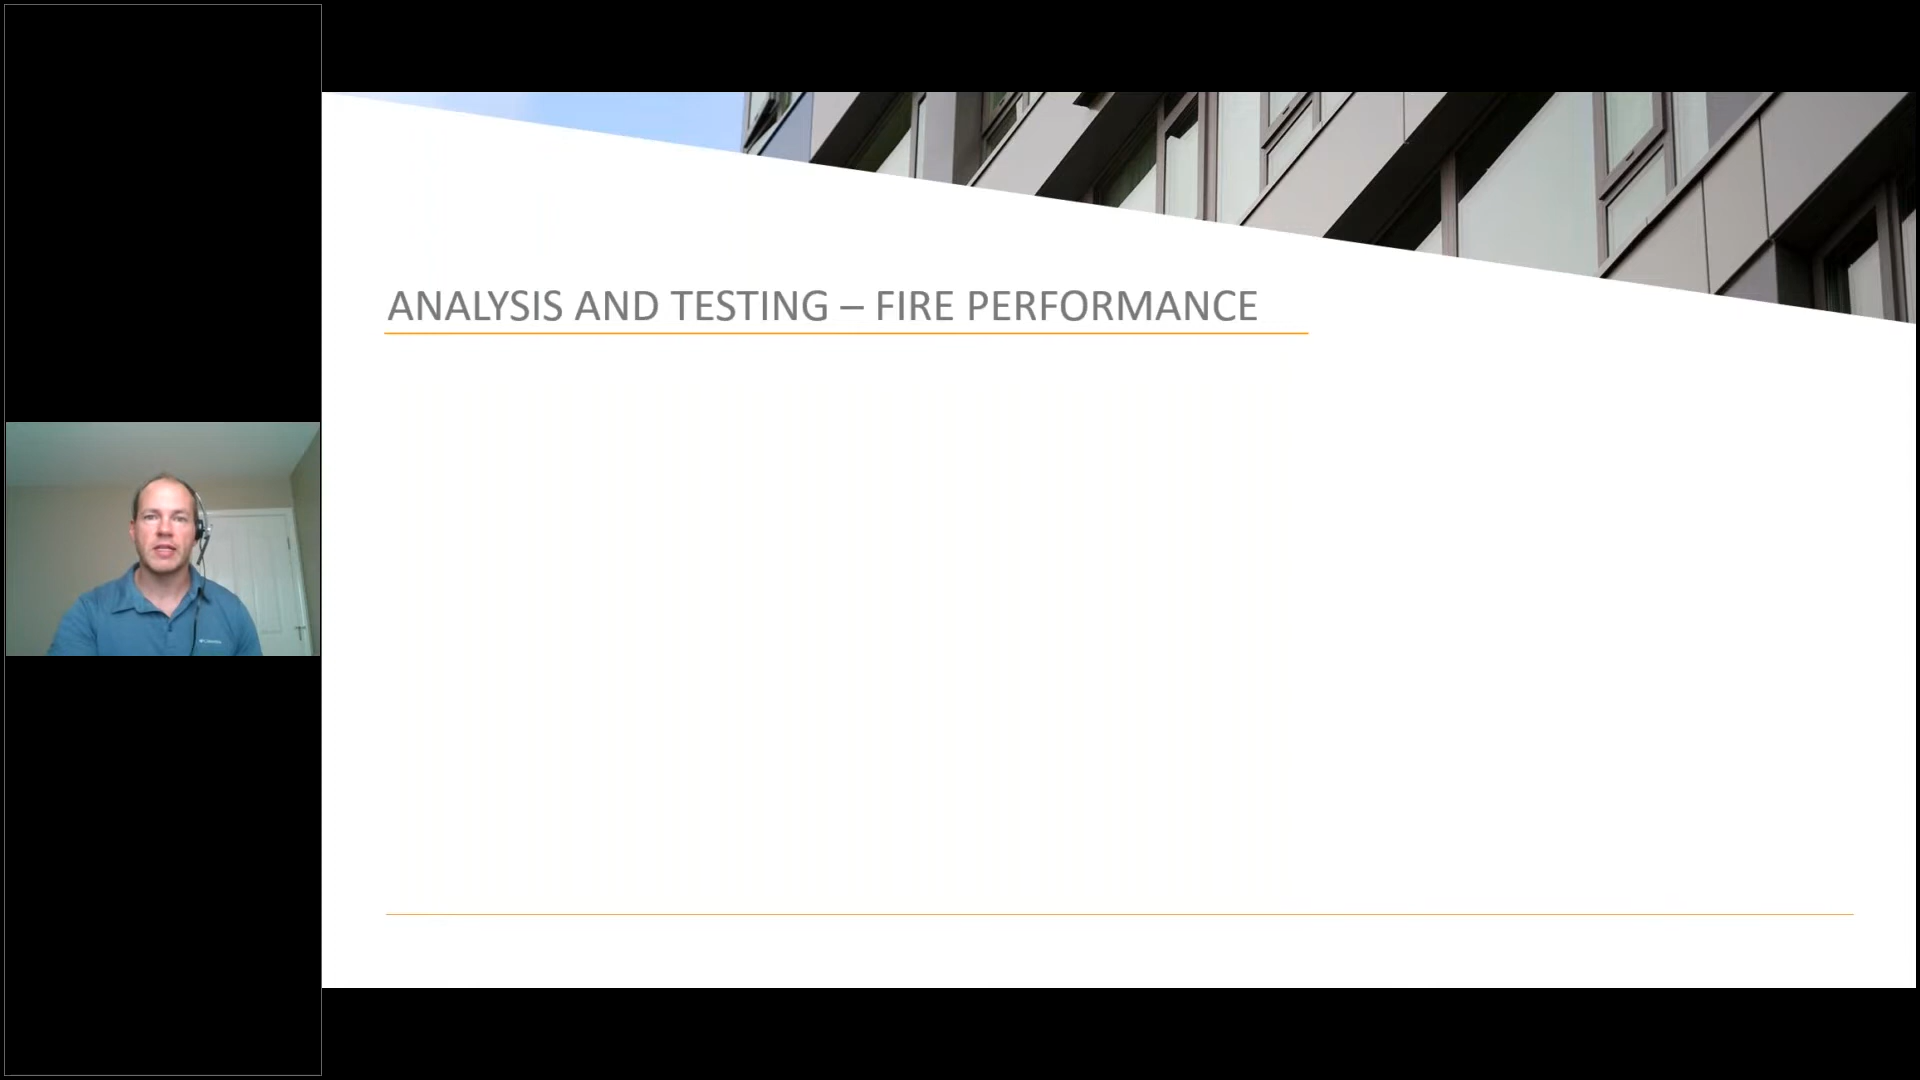 ANALYSIS AND TESTING – FIRE PERFORMANCE